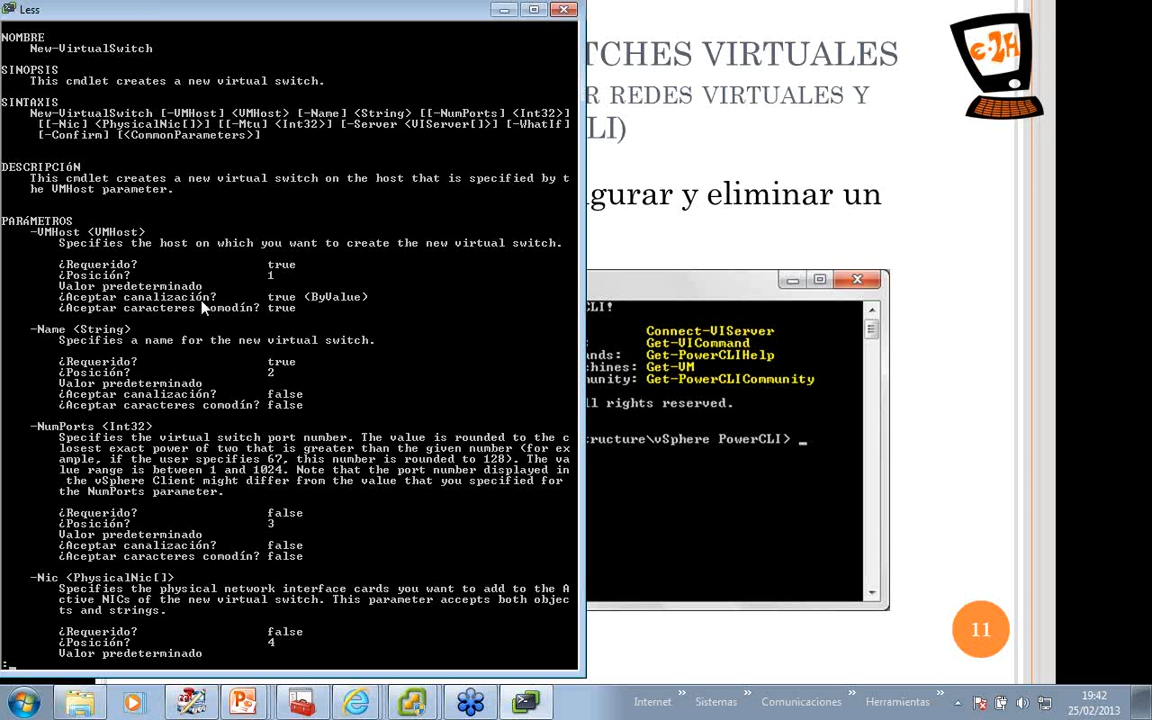 Less
NOMBRE
New-VirtualSwitch
SINOPSIS
This cmdlet creates a new virtual switch.
SINTAXIS
New-VirtualSwitch [-VMHost] <VMHost> [-Name] <String> [[-NumPorts] <Int32>]
[[-Nic] <PhysicalNic[]>] [[-Mtu] <Int32>] [-Server <VIServer[]>] [-WhatIf]
[-Confirm] [<CommonParameters>]
DESCRIPCIóN
This cmdlet creates a new virtual switch on the host that is specified by t
he VMHost parameter.
PARáMETROS
-VMHost <VMHost>
Specifies the host on which you want to create the new virtual switch.
¿Requerido? true
¿Posición? 1
Valor predeterminado
¿Aceptar canalización? true (ByValue)
¿Aceptar caracteres comodín? true
-Name <String>
Specifies a name for the new virtual switch.
¿Requerido? true
¿Posición? 2
Valor predeterminado
¿Aceptar canalización? false
¿Aceptar caracteres comodín? false
-NumPorts <Int32>
Specifies the virtual switch port number. The value is rounded to the c
losest exact power of two that is greater than the given number (for ex
ample, if the user specifies 67, this number is rounded to 128). The va
lue range is between 1 and 1024. Note that the port number displayed in
the vSphere Client might differ from the value that you specified for
the NumPorts parameter.
¿Requerido? false
¿Posición? 3
Valor predeterminado
¿Aceptar canalización? false
¿Aceptar caracteres comodín? false
-Nic <PhysicalNic[]>
Specifies the physical network interface cards you want to add to the A
ctive NICs of the new virtual switch. This parameter accepts both objec
ts and strings.
¿Requerido? false
¿Posición? 4
Valor predeterminado
:
TCHES VIRTUALES
R REDES VIRTUALES Y
LI)
igurar y eliminar un
e-2H
CLI!
Connect-VIServer
Get-VICommand
ands: Get-PowerCLIHelp
chines: Get-VM
munity: Get-PowerCLICommunity
ll rights reserved.
ructure\vSphere PowerCLI> _
11
Internet
Sistemas
Comunicaciones
Herramientas
19:42
25/02/2013